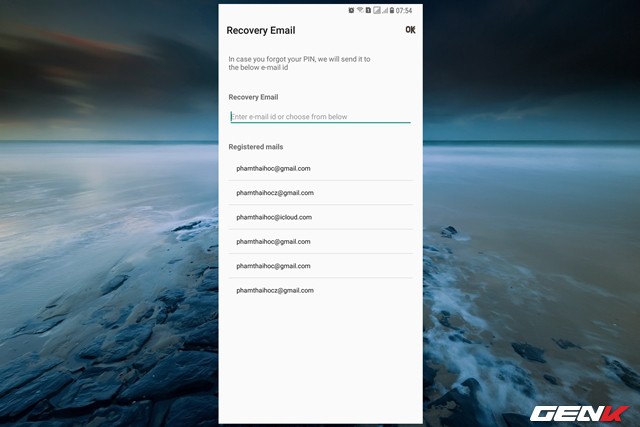 07:54
Recovery Email
OK
In case you forgot your PIN, we will send it to
the below e-mail id
Recovery Email
Enter e-mail id or choose from below
Registered mails
phamthaihoc@gmail.com
phamthaihocz@gmail.com
phamthaihoc@icloud.com
phamthaihoc@gmail.com
phamthaihoc@gmail.com
phamthaihocz@gmail.com
GENK